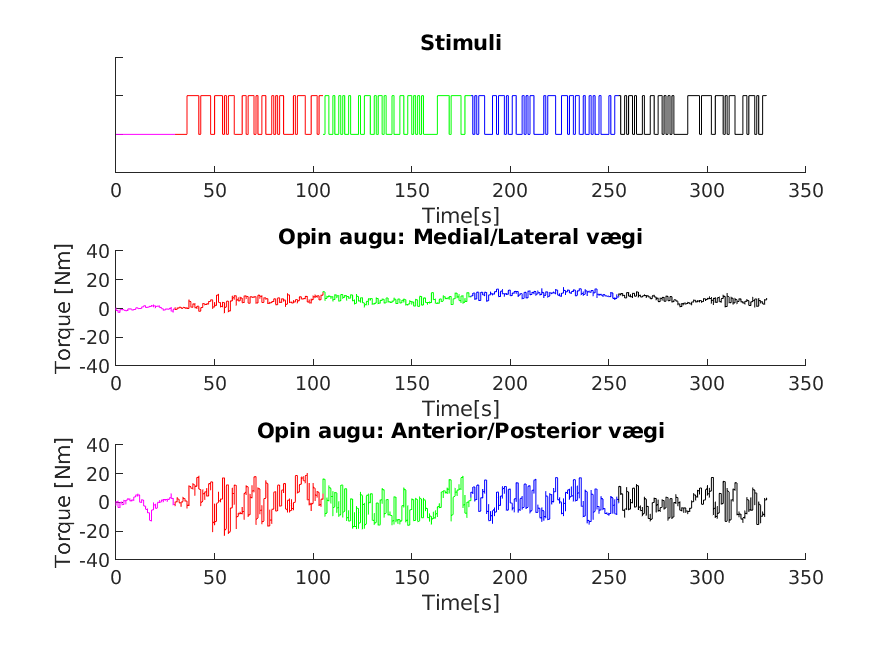 Stimuli
0 50 100 150 200 250 300 350
Time[s]
Opin augu: Medial/Lateral vægi
Torque [Nm]
40
20
0
-20
-40
0 50 100 150 200 250 300 350
Time[s]
Opin augu: Anterior/Posterior vægi
Torque [Nm]
40
20
0
-20
-40
0 50 100 150 200 250 300 350
Time[s]